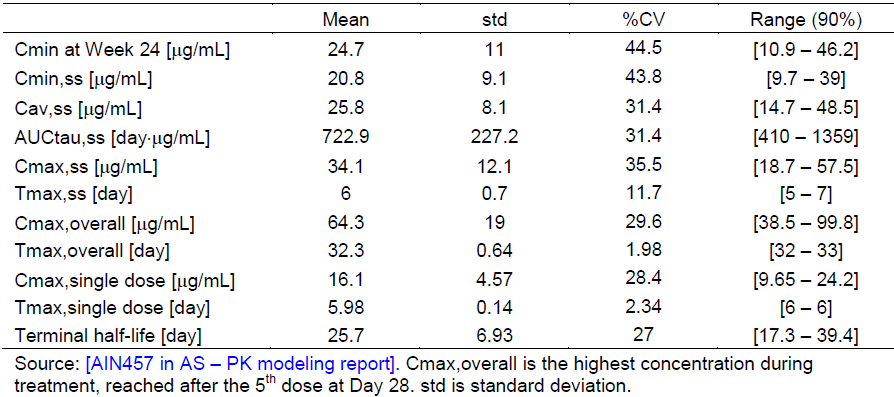 Mean std %CV Range (90%)
Cmin at Week 24 [μg/mL] 24.7 11 44.5 [10.9 – 46.2]
Cmin,ss [μg/mL] 20.8 9.1 43.8 [9.7 – 39]
Cav,ss [μg/mL] 25.8 8.1 31.4 [14.7 – 48.5]
AUCtau,ss [day·μg/mL] 722.9 227.2 31.4 [410 – 1359]
Cmax,ss [μg/mL] 34.1 12.1 35.5 [18.7 – 57.5]
Tmax,ss [day] 6 0.7 11.7 [5 – 7]
Cmax,overall [μg/mL] 64.3 19 29.6 [38.5 – 99.8]
Tmax,overall [day] 32.3 0.64 1.98 [32 – 33]
Cmax,single dose [μg/mL] 16.1 4.57 28.4 [9.65 – 24.2]
Tmax,single dose [day] 5.98 0.14 2.34 [6 – 6]
Terminal half-life [day] 25.7 6.93 27 [17.3 – 39.4]
Source: [AIN457 in AS – PK modeling report]. Cmax,overall is the highest concentration during
treatment, reached after the 5th dose at Day 28. std is standard deviation.